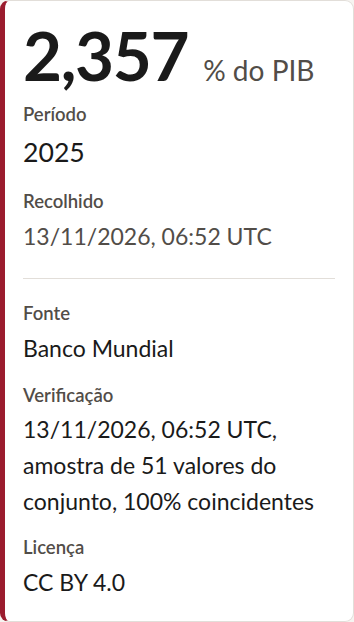 2,357 % do PIB
Período
2025
Recolhido
13/11/2026, 06:52 UTC
Fonte
Banco Mundial
Verificação
13/11/2026, 06:52 UTC,
amostra de 51 valores do
conjunto, 100% coincidentes
Licença
CC BY 4.0